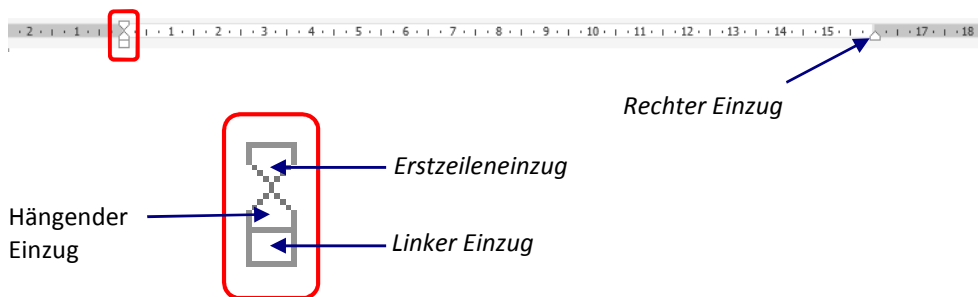 2 1 1 2 3 4 5 6 7 8 9 10 11 12 13 14 15 17 18
Rechter Einzug
Erstzeileneinzug
Hängender
Einzug
Linker Einzug